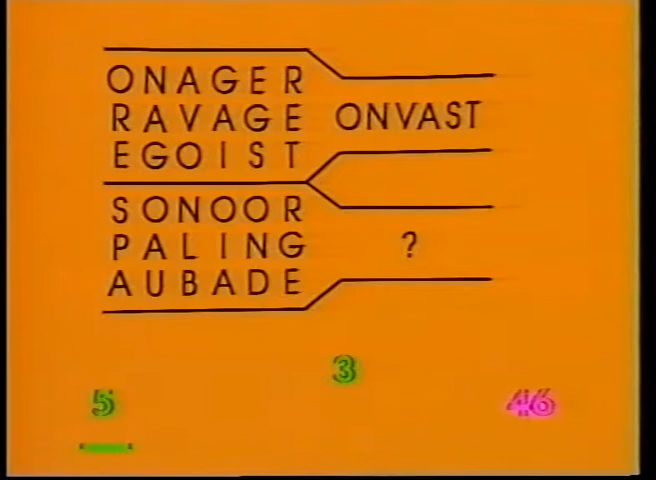 ONAGER
RAVAGE ONVAST
EGOIST
SONOOR
PALING ?
AUBADE
3
5 46